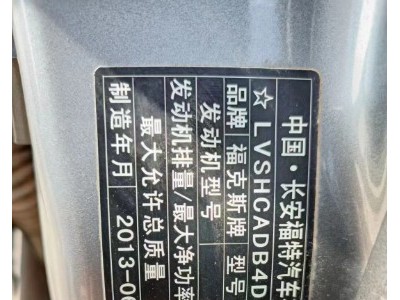 中国·长安福特汽车
☆LVSHCADB4D
品牌 福克斯牌 型号
发动机型号
发动机排量/最大净功率
最大允许总质量
制造年月 2013-06